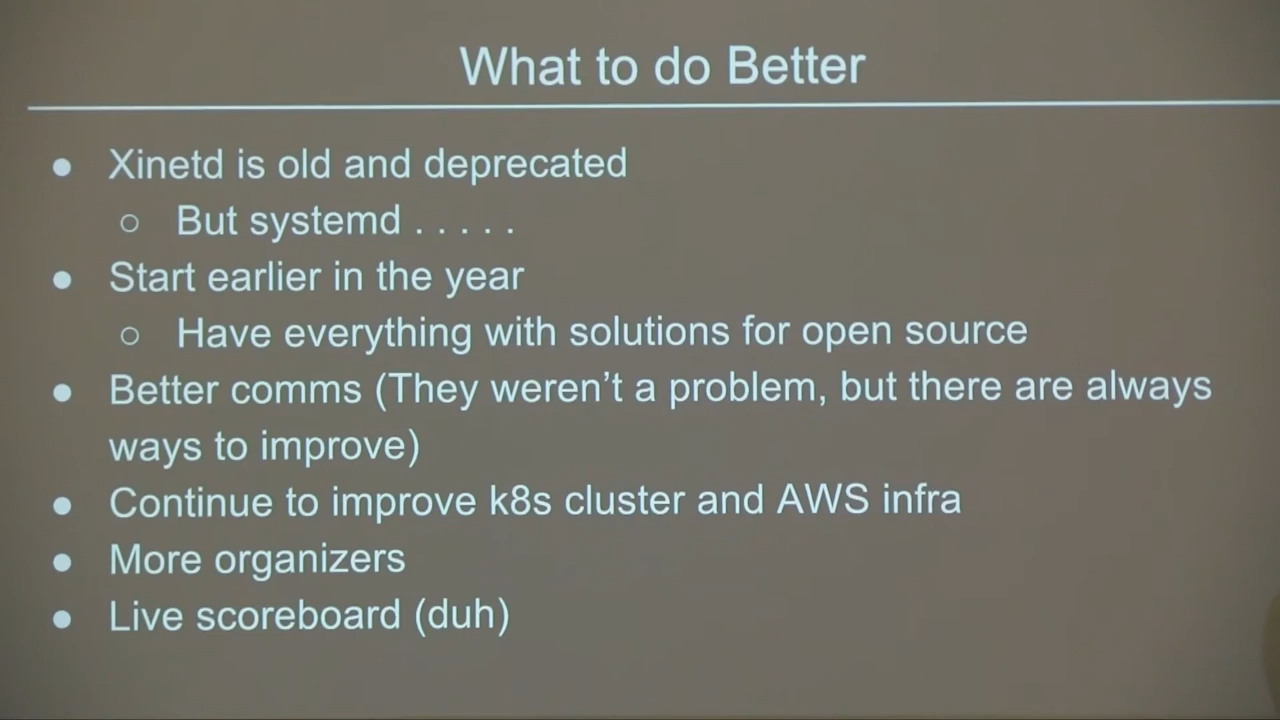 What to do Better
● Xinetd is old and deprecated
○ But systemd . . . . .
● Start earlier in the year
○ Have everything with solutions for open source
● Better comms (They weren’t a problem, but there are always
ways to improve)
● Continue to improve k8s cluster and AWS infra
● More organizers
● Live scoreboard (duh)